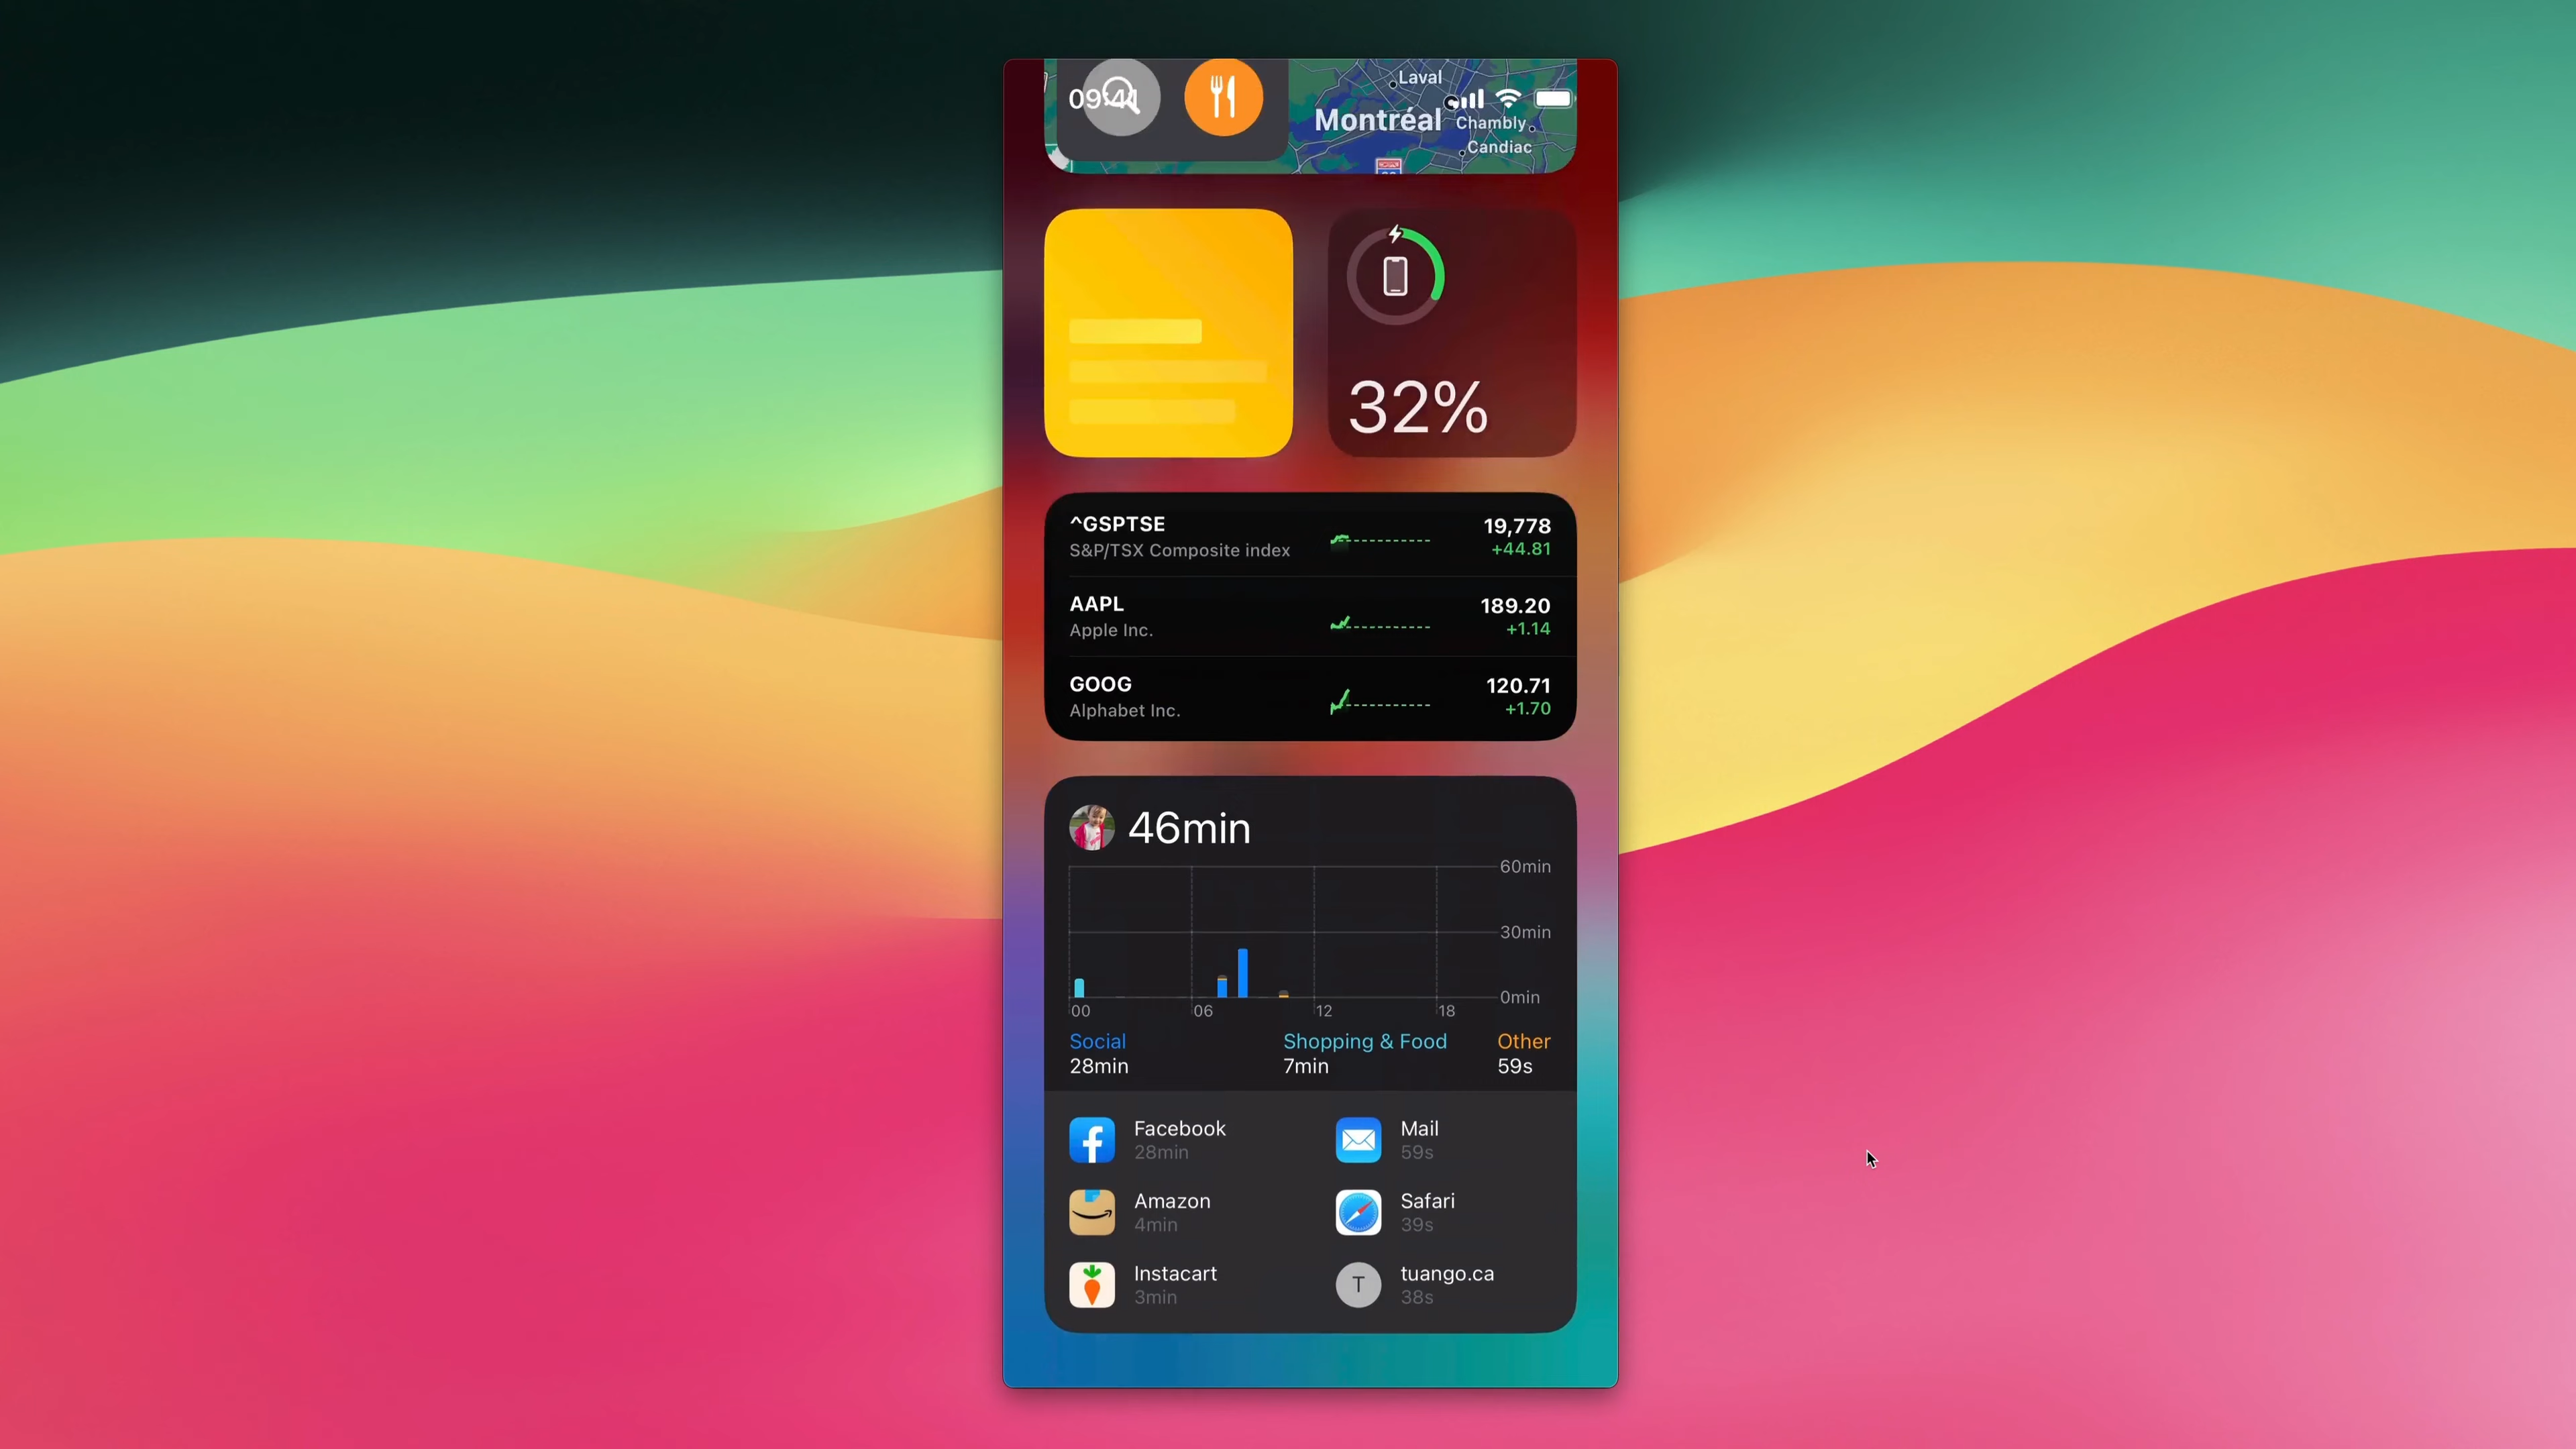 Laval
09:41
Montréal
Chambly
Candiac
32%
^GSPTSE
S&P/TSX Composite index
19,778
+44.81
AAPL
Apple Inc.
189.20
+1.14
GOOG
Alphabet Inc.
120.71
+1.70
46min
60min
30min
0min
00 06 12 18
Social Shopping & Food Other
28min 7min 59s
Facebook
28min
Mail
59s
Amazon
4min
Safari
39s
Instacart
3min
T
tuango.ca
38s